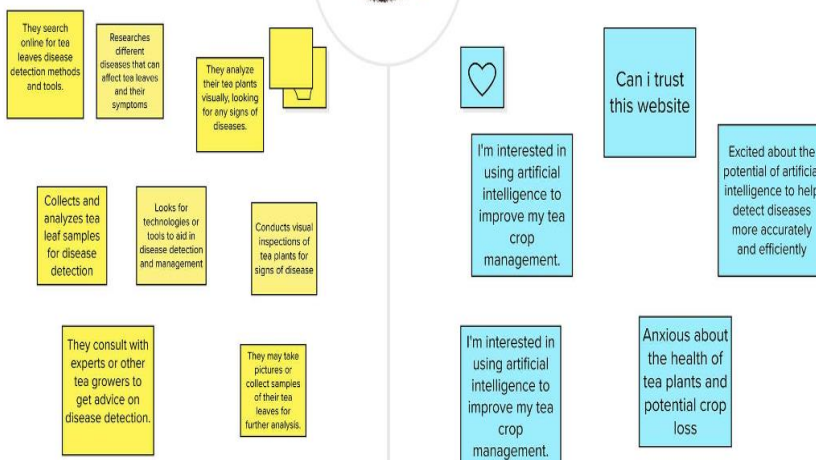 They search
online for tea
leaves disease
detection methods
and tools.
Researches
different
diseases that can
affect tea leaves
and their
symptoms
They analyze
their tea plants
visually, looking
for any signs of
diseases.
Collects and
analyzes tea
leaf samples
for disease
detection
Looks for
technologies or
tools to aid in
disease detection
and management
Conducts visual
inspections of
tea plants for
signs of disease
They consult with
experts or other
tea growers to
get advice on
disease detection.
They may take
pictures or
collect samples
of their tea
leaves for
further analysis.
Can i trust
this website
I'm interested in
using artificial
intelligence to
improve my tea
crop
management.
Excited about the
potential of artificial
intelligence to help
detect diseases
more accurately
and efficiently
I'm interested in
using artificial
intelligence to
improve my tea
crop
management.
Anxious about
the health of
tea plants and
potential crop
loss